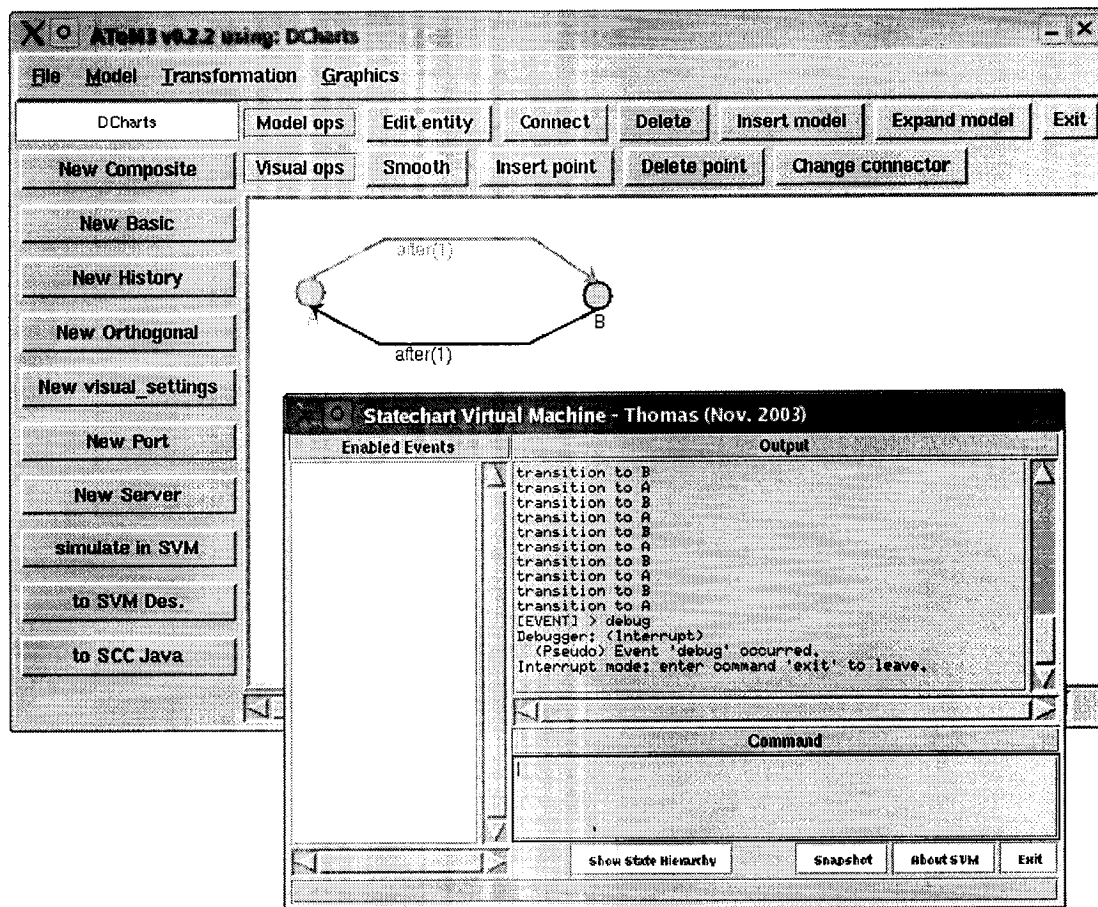 AToM3 v0.2.2 using: DCharts
File Model Transformation Graphics
DCharts Model ops Edit entity Connect Delete Insert model Expand model Exit
New Composite Visual ops Smooth Insert point Delete point Change connector
New Basic
New History
New Orthogonal
New visual_settings
New Port
New Server
simulate in SVM
to SVM Des.
to SCC Java
after(1)
A
B
after(1)
Statechart Virtual Machine - Thomas (Nov. 2003)
Enabled Events
Output
transition to B
transition to A
transition to B
transition to A
transition to B
transition to A
transition to B
transition to A
transition to B
transition to A
[EVENT] > debug
Debugger: (Interrupt)
(Pseudo) Event 'debug' occurred.
Interrupt mode: enter command 'exit' to leave.
Command
Show State Hierarchy Snapshot About SVM Exit